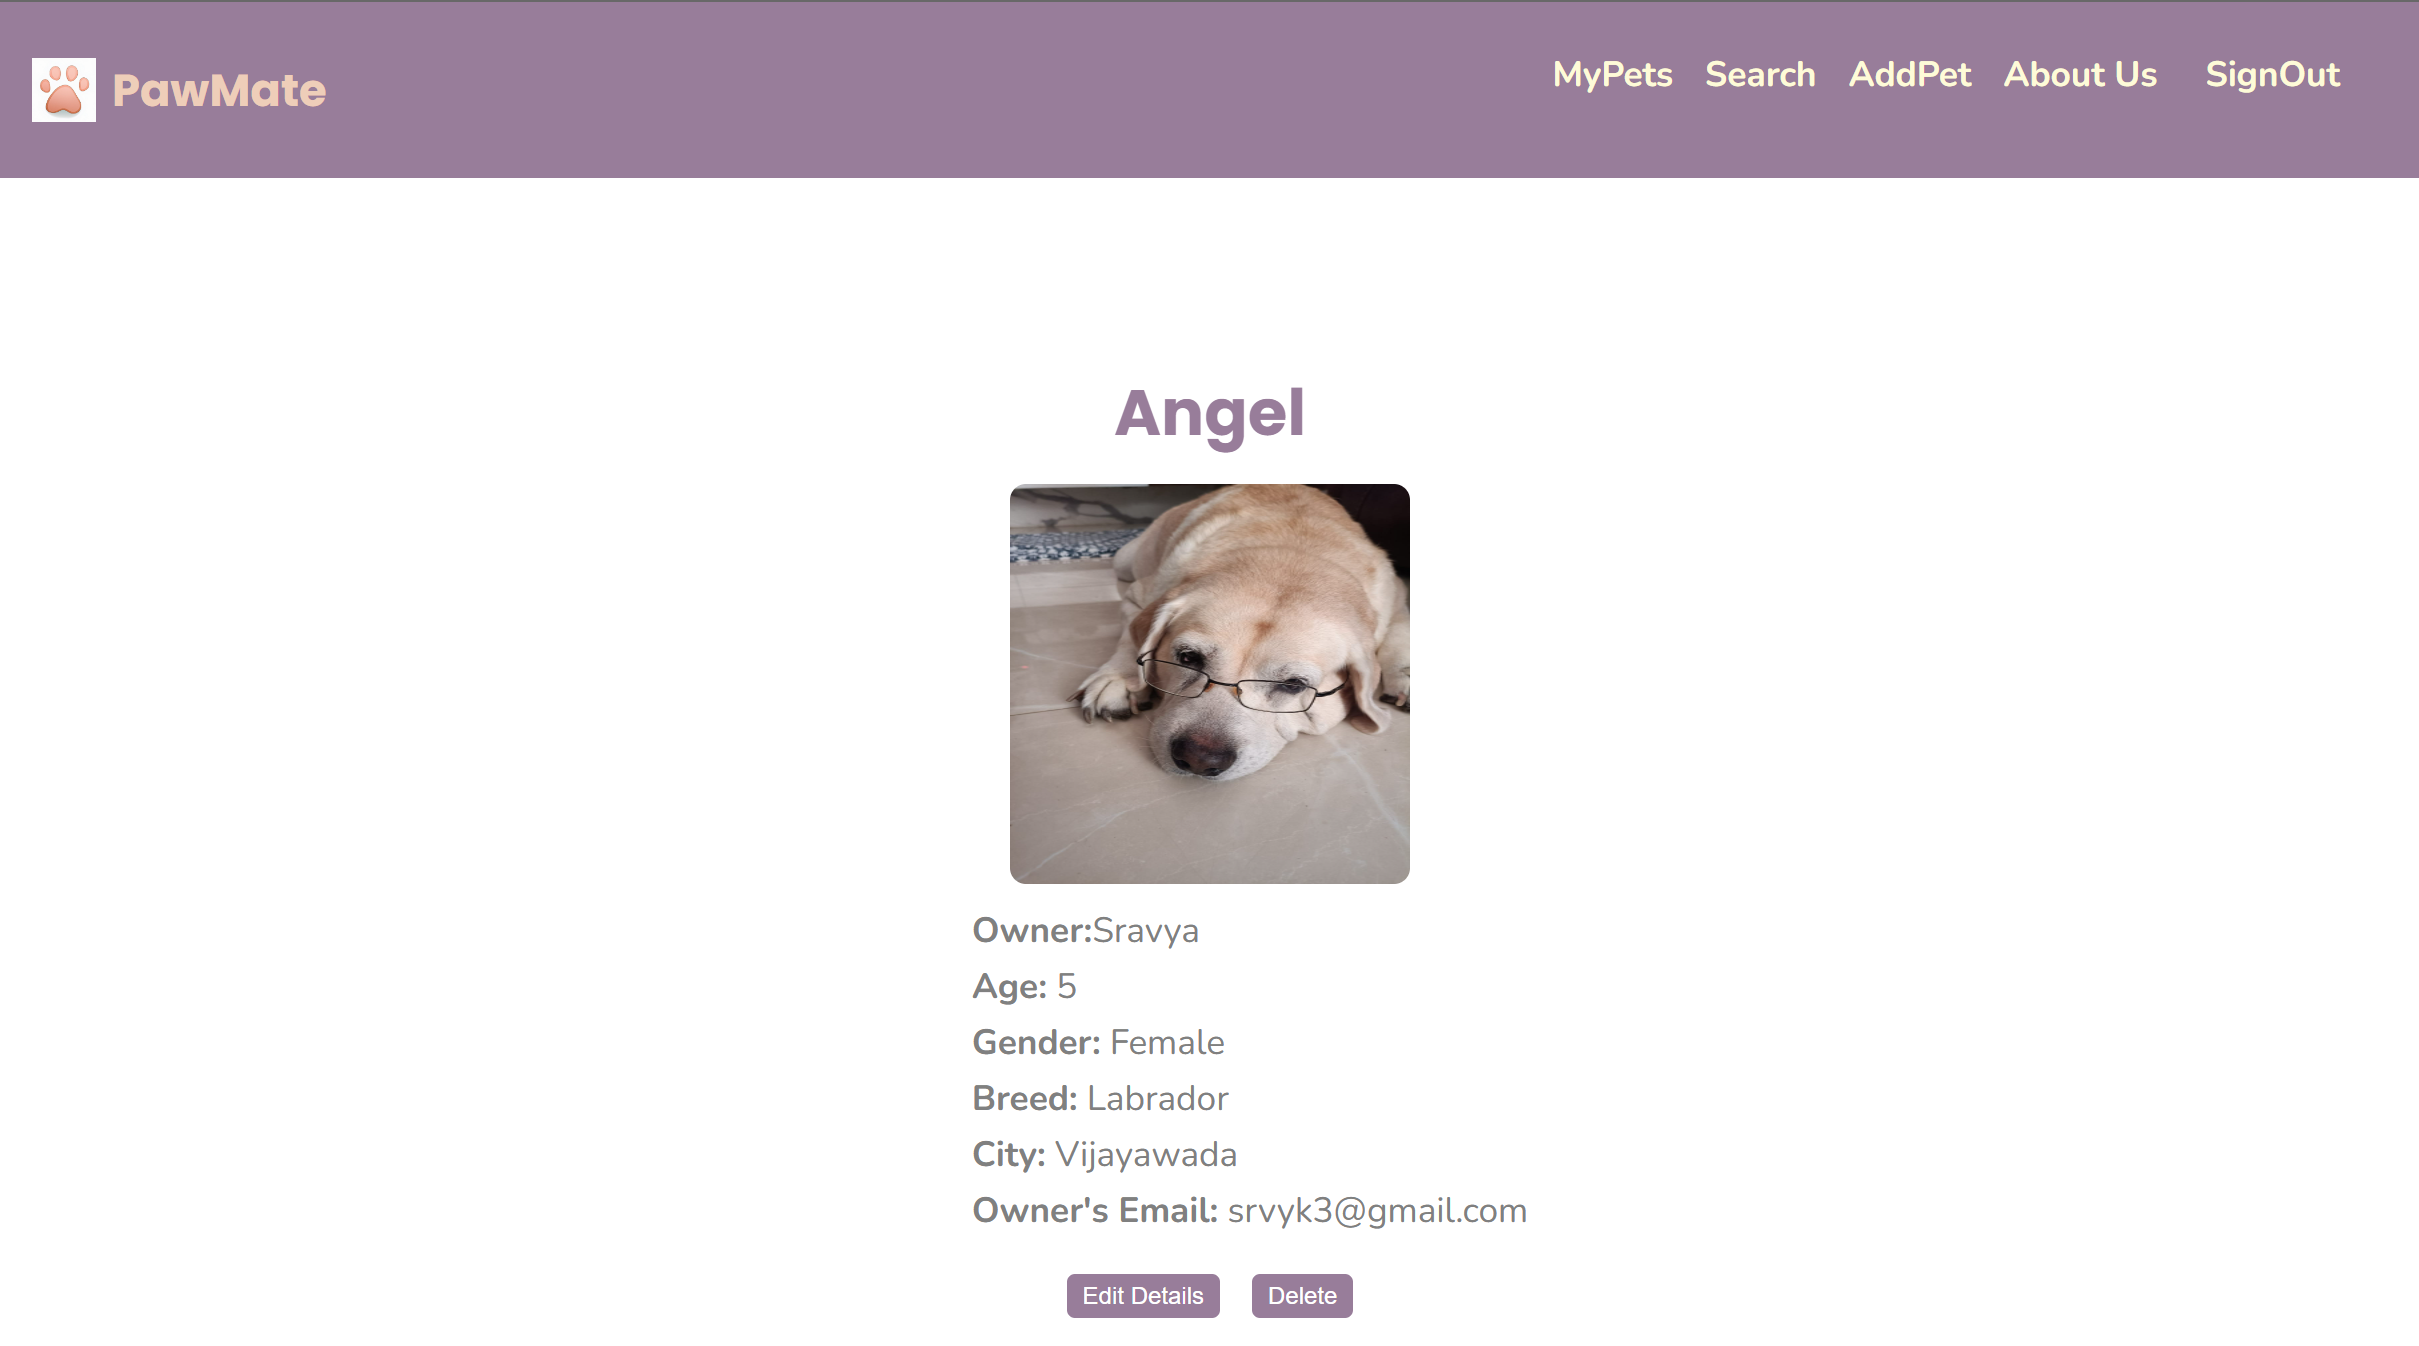 PawMate
MyPets Search AddPet About Us SignOut
Angel
Owner:Sravya
Age: 5
Gender: Female
Breed: Labrador
City: Vijayawada
Owner's Email: srvyk3@gmail.com
Edit Details Delete